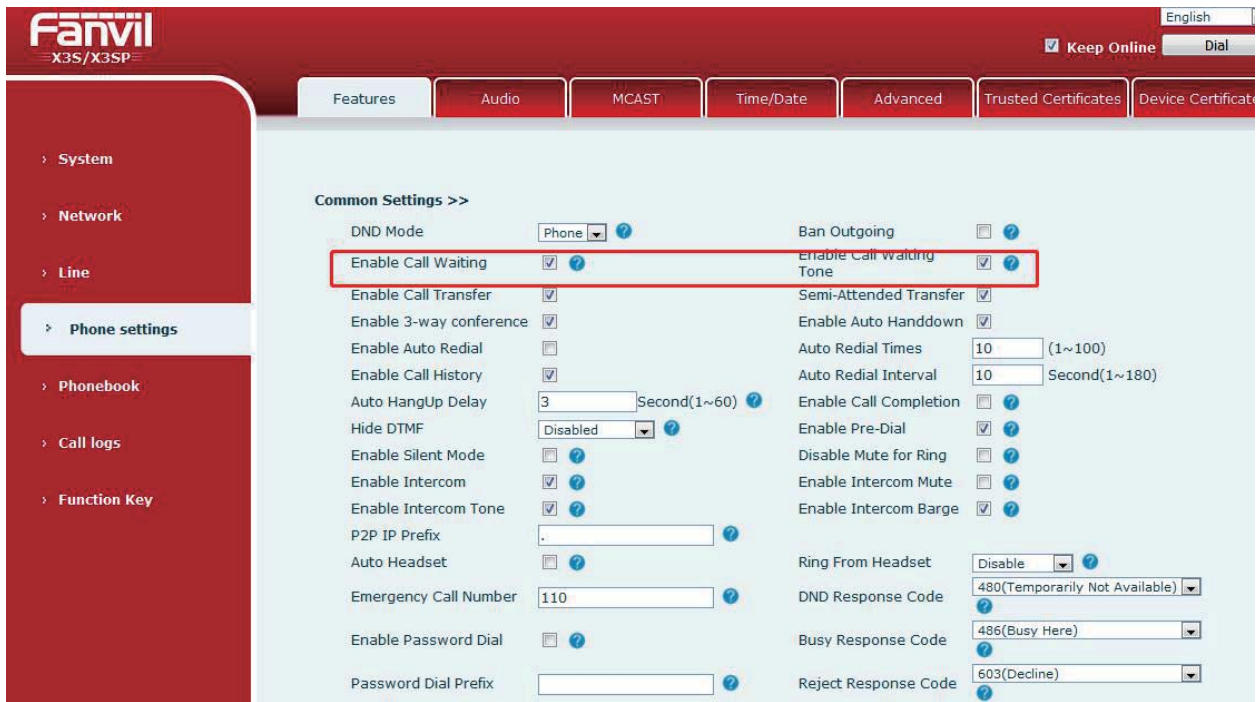 English
Fanvil
X3S/X3SP
Keep Online
Dial
Features
Audio
MCAST
Time/Date
Advanced
Trusted Certificates
Device Certificate
System
Network
Line
Phone settings
Phonebook
Call logs
Function Key
Common Settings >>
DND Mode Phone ? Ban Outgoing ?
Enable Call Waiting ? Enable Call Waiting Tone ?
Enable Call Transfer Semi-Attended Transfer
Enable 3-way conference Enable Auto Handdown
Enable Auto Redial Auto Redial Times 10 (1~100)
Enable Call History Auto Redial Interval 10 Second(1~180)
Auto HangUp Delay 3 Second(1~60) ? Enable Call Completion ?
Hide DTMF Disabled ? Enable Pre-Dial ?
Enable Silent Mode ? Disable Mute for Ring ?
Enable Intercom ? Enable Intercom Mute ?
Enable Intercom Tone ? Enable Intercom Barge ?
P2P IP Prefix . ?
Auto Headset ? Ring From Headset Disable ?
Emergency Call Number 110 ? DND Response Code 480(Temporarily Not Available) ?
Enable Password Dial ? Busy Response Code 486(Busy Here) ?
Password Dial Prefix ? Reject Response Code 603(Decline) ?